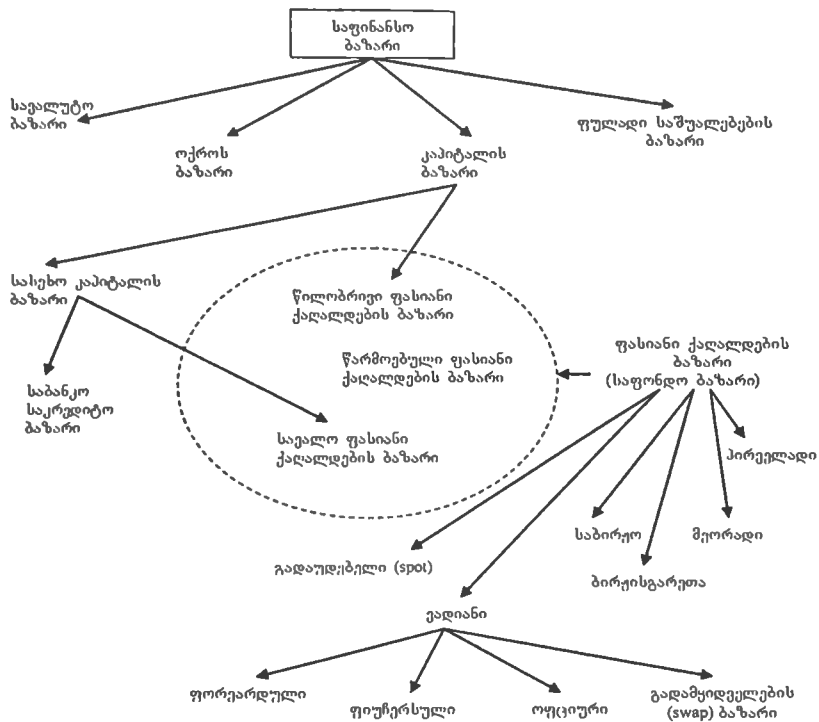 საფინანსო
ბაზარი
სავალუტო
ბაზარი
ოქროს
ბაზარი
კაპიტალის
ბაზარი
ფულადი საშუალებების
ბაზარი
სასესხო კაპიტალის
ბაზარი
წილობრივი ფასიანი
ქაღალდების ბაზარი
წარმოებული ფასიანი
ქაღალდების ბაზარი
ფასიანი ქაღალდების
ბაზარი
(საფონდო ბაზარი)
საბანკო
საკრედიტო
ბაზარი
სავალო ფასიანი
ქაღალდების ბაზარი
პირველადი
საბირჟო
მეორადი
გადაუდებელი (spot)
ბირჟისგარეთა
ვადიანი
ფორვარდული
ფიუჩერსული
ოფციური
გადამყიდველების
(swap) ბაზარი